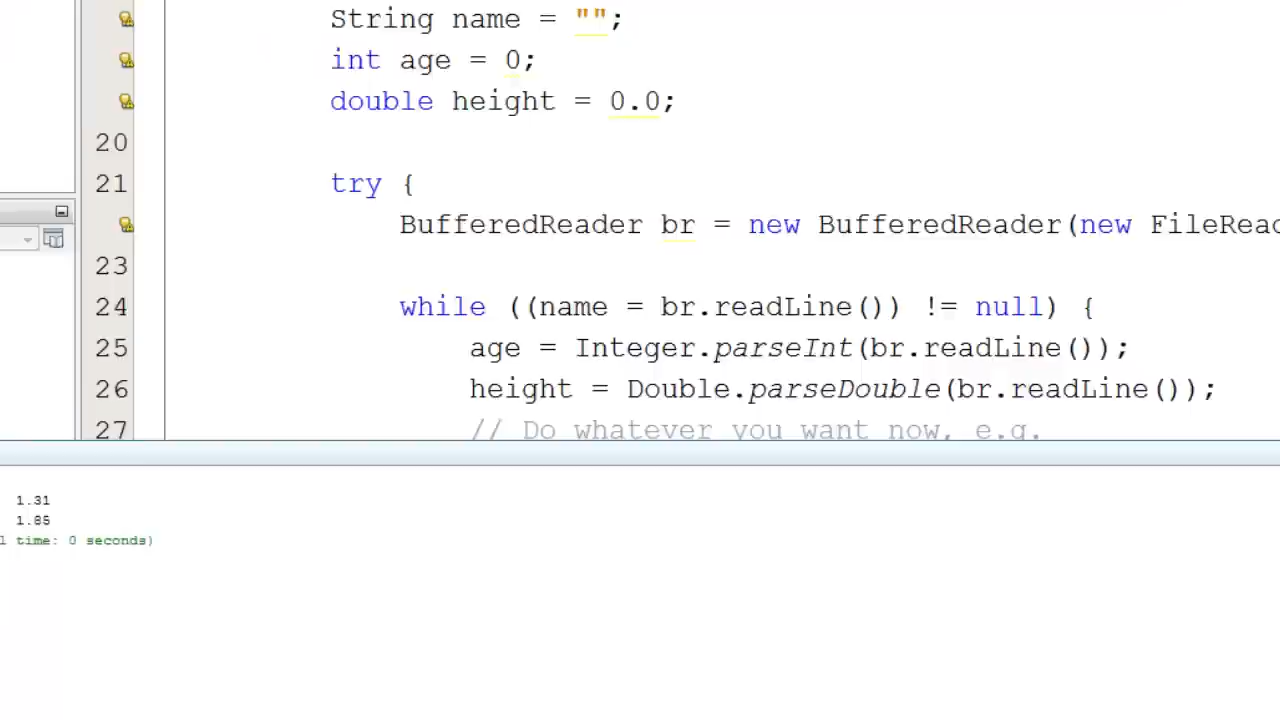 String name = "";
int age = 0;
double height = 0.0;
20
21 try {
BufferedReader br = new BufferedReader(new
23
24 while ((name = br.readLine()) != null) {
25 age = Integer.parseInt(br.readLine());
26 height = Double.parseDouble(br.readLine());
27 // Do whatever you want now, e.g.
1.31
1.85
time: 0 seconds)